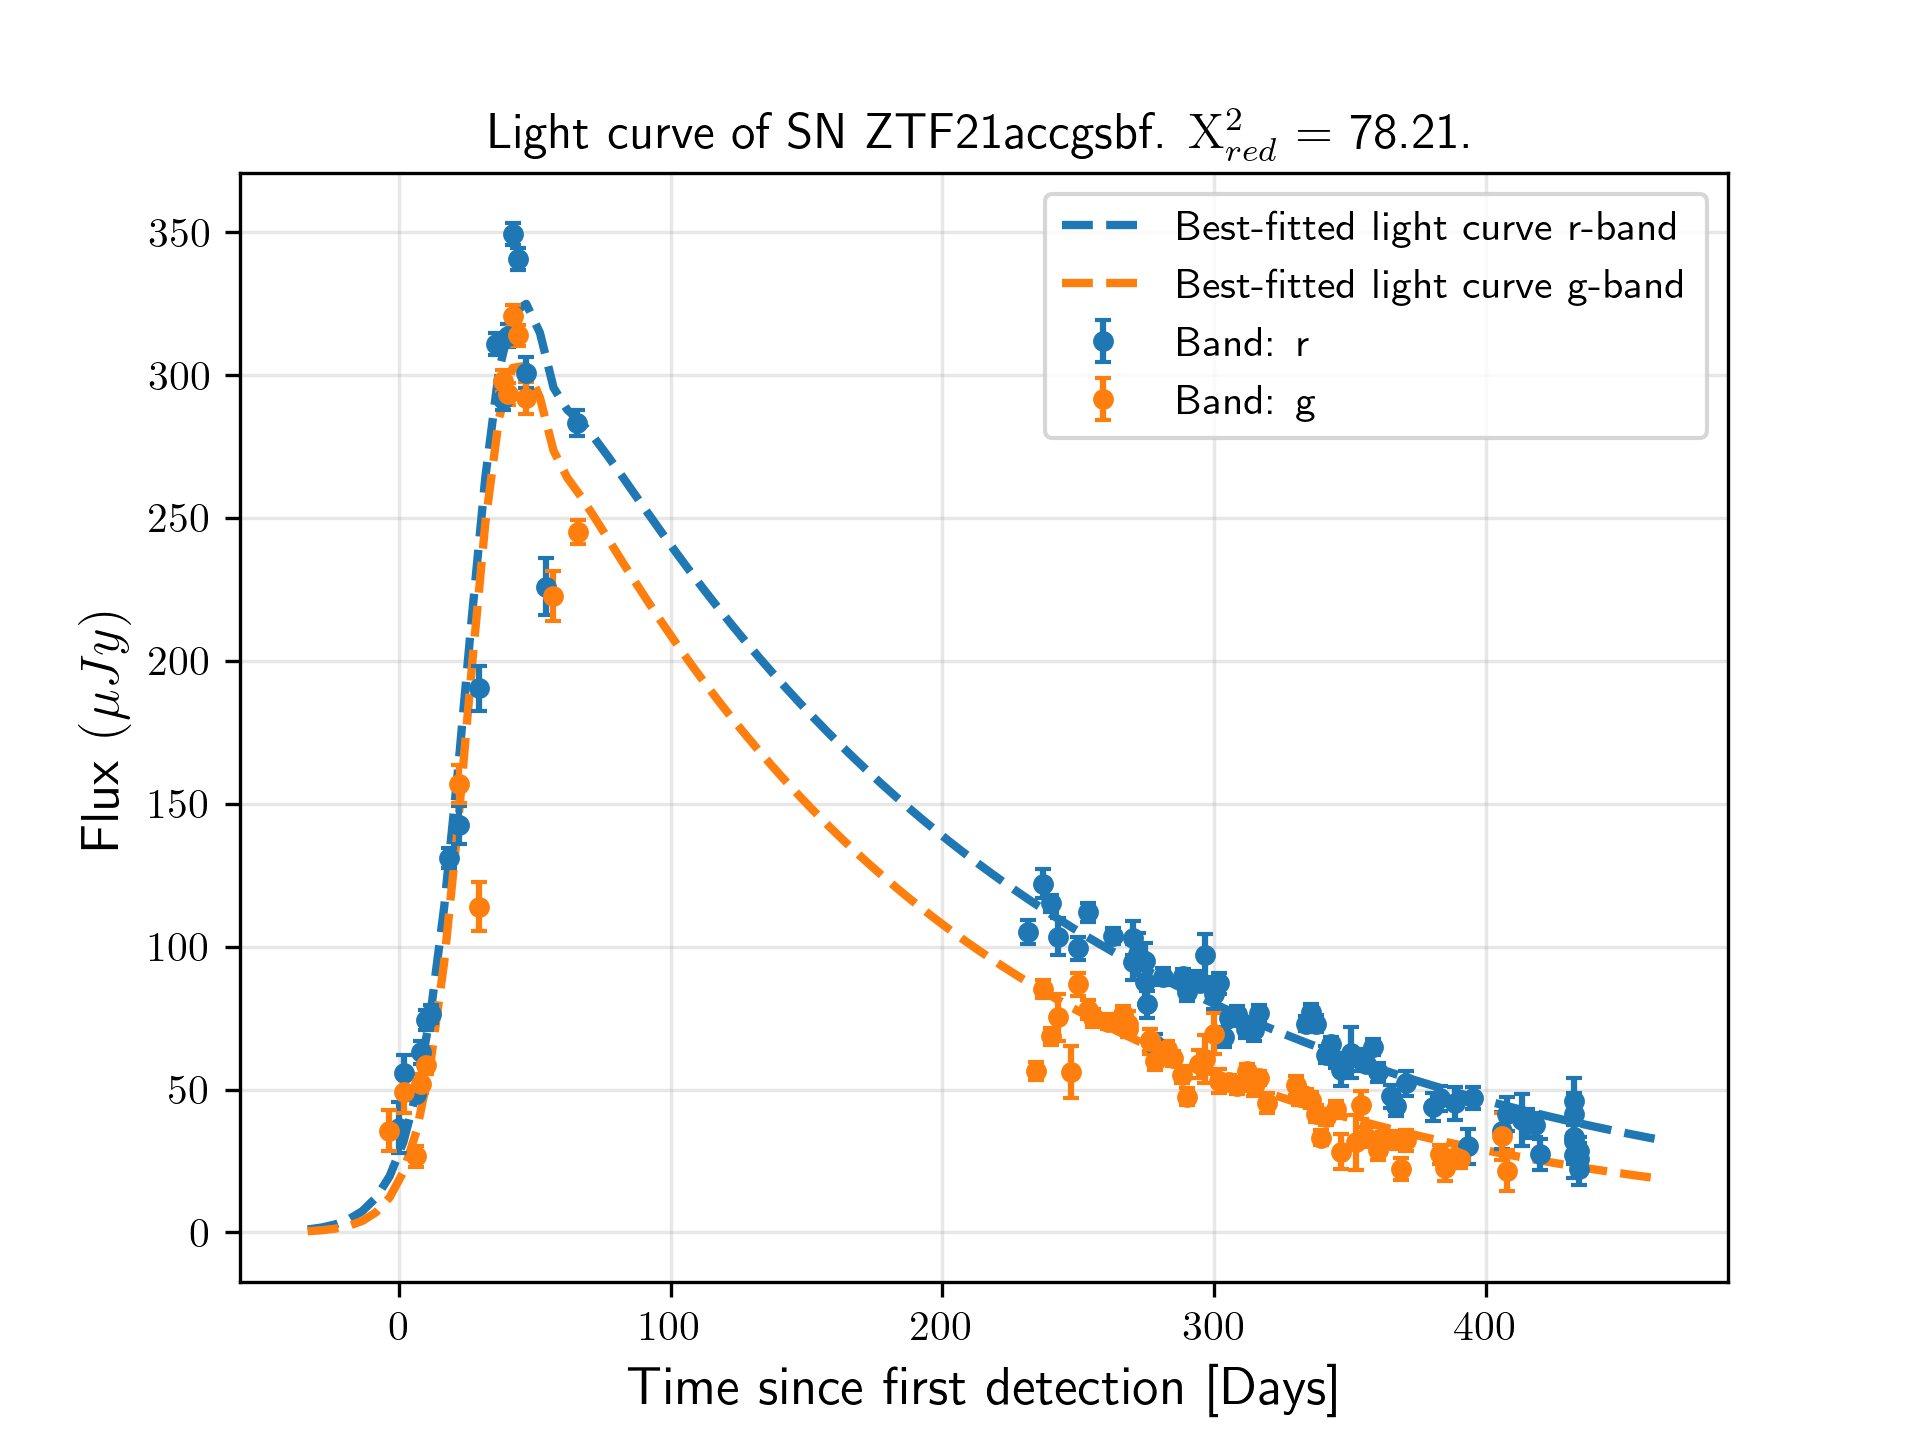 Light curve of SN ZTF21accgsbf. X²_red = 78.21.
Best-fitted light curve r-band
Best-fitted light curve g-band
Band: r
Band: g
Flux (μJy)
350
300
250
200
150
100
50
0
0 100 200 300 400
Time since first detection [Days]